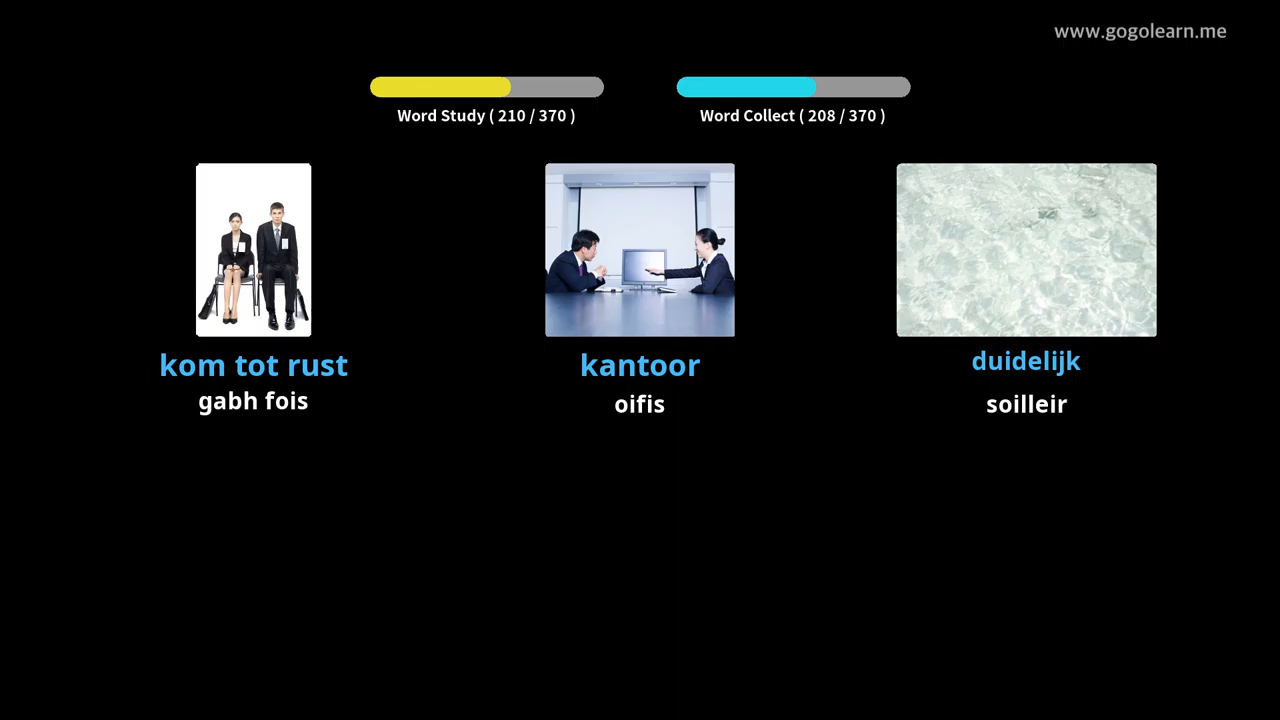 www.gogolearn.me
Word Study ( 210 / 370 )
Word Collect ( 208 / 370 )
kom tot rust
gabh fois
kantoor
oifis
duidelijk
soilleir